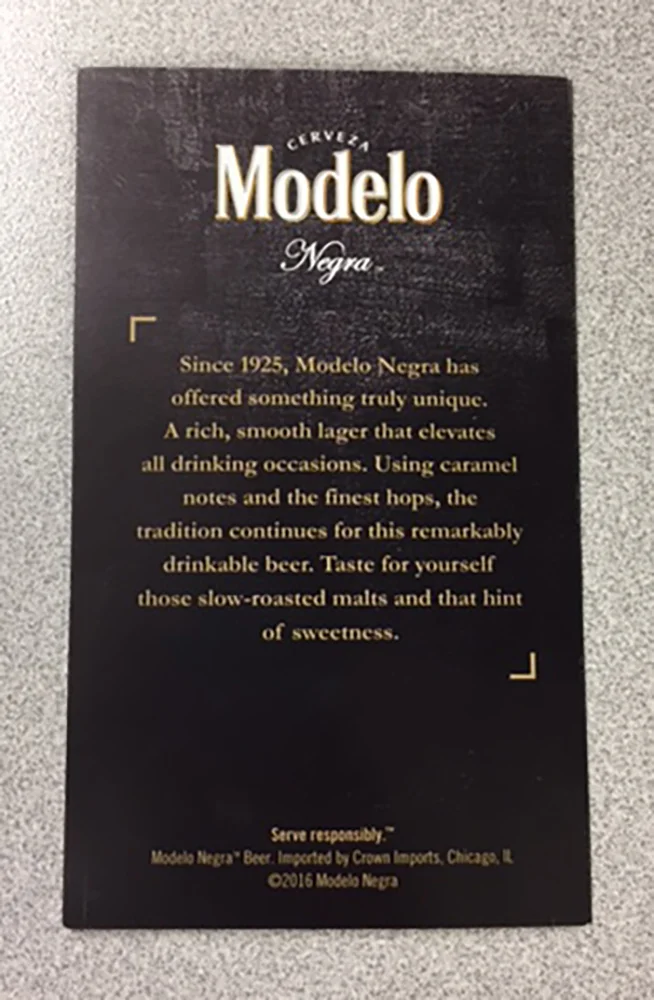 CERVEZA
Modelo
Negra™
Since 1925, Modelo Negra has
offered something truly unique.
A rich, smooth lager that elevates
all drinking occasions. Using caramel
notes and the finest hops, the
tradition continues for this remarkably
drinkable beer. Taste for yourself
those slow-roasted malts and that hint
of sweetness.
Serve responsibly.™
Modelo Negra™ Beer. Imported by Crown Imports, Chicago, IL
©2016 Modelo Negra